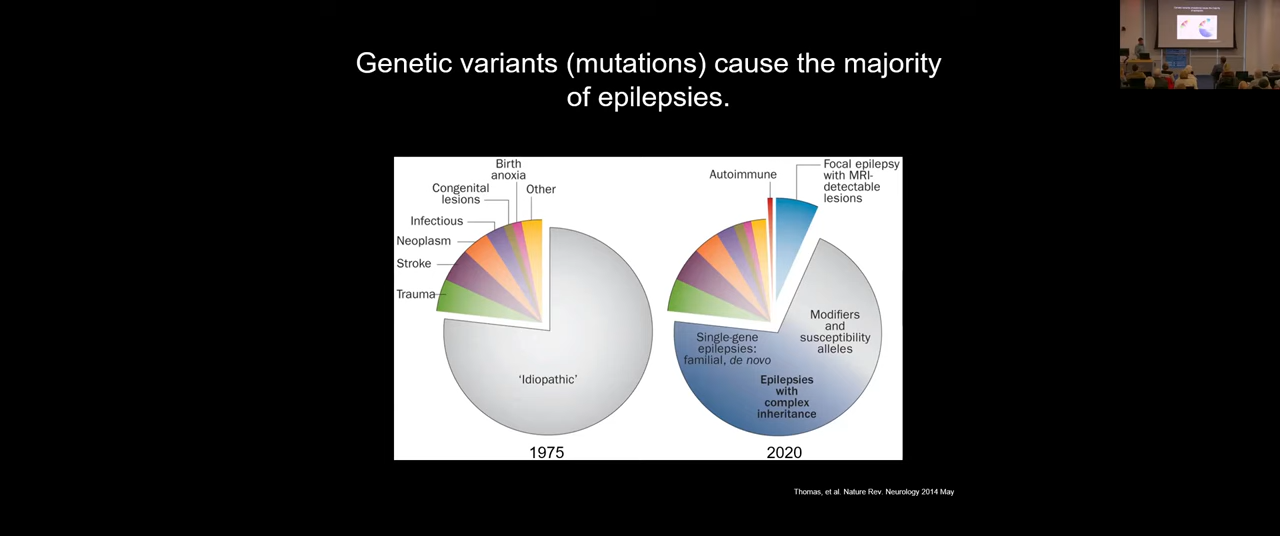 Genetic variants (mutations) cause the majority
of epilepsies.
Birth
anoxia
Congenital
lesions
Other
Infectious
Neoplasm
Stroke
Trauma
'Idiopathic'
1975
Autoimmune
Focal epilepsy
with MRI-
detectable
lesions
Modifiers
and
susceptibility
alleles
Single-gene
epilepsies:
familial, de novo
Epilepsies
with
complex
inheritance
2020
Thomas, et al. Nature Rev. Neurology 2014 May